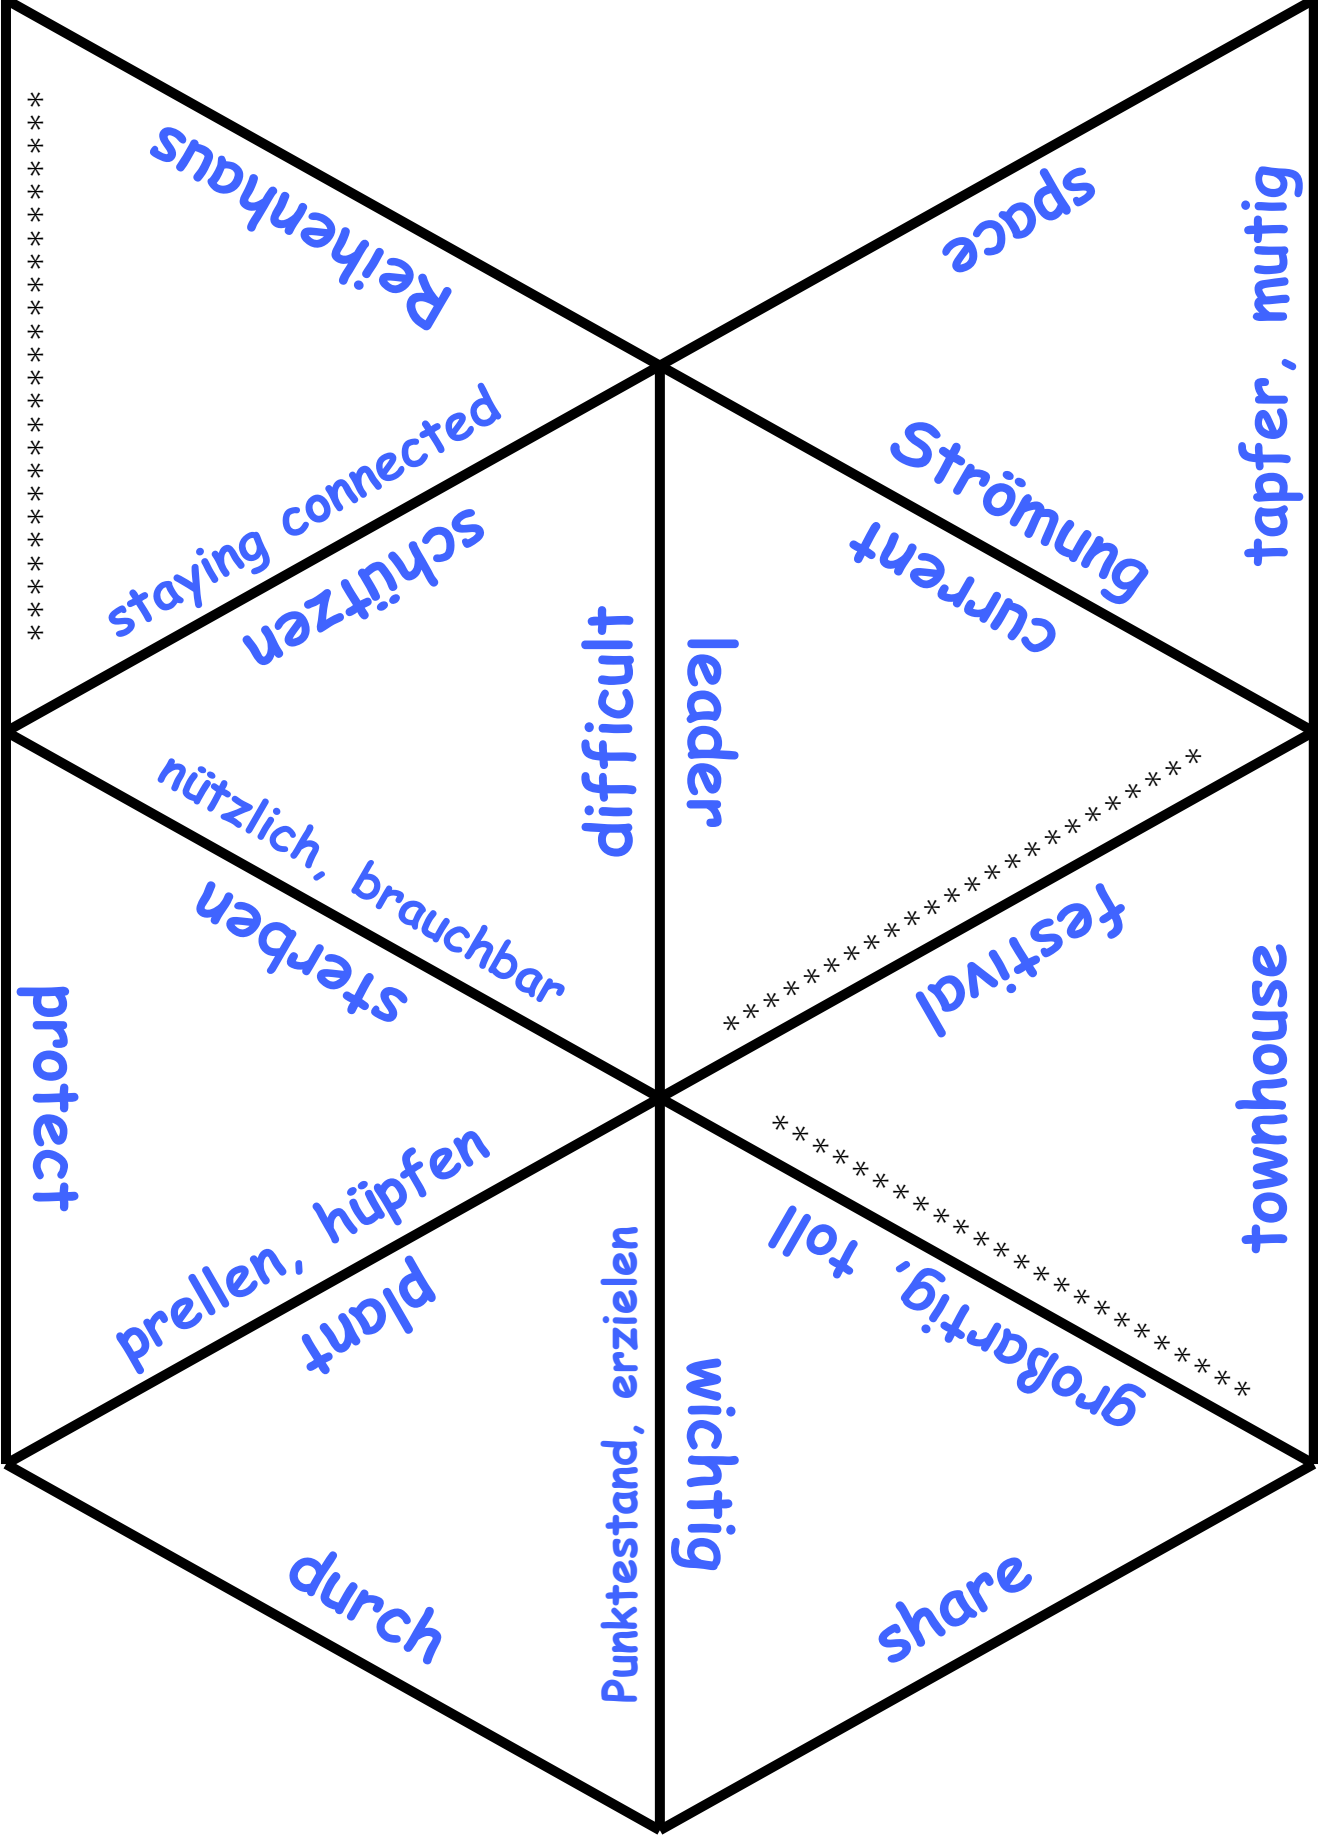 ************************
Reihenhaus
staying connected
space
tapfer, mutig
Strömung
schützen
difficult
nützlich, brauchbar
leader
current
************************
sterben
protect
prellen, hüpfen
festival
townhouse
************************
plant
Punktestand, erzielen
durch
großartig, toll
wichtig
share